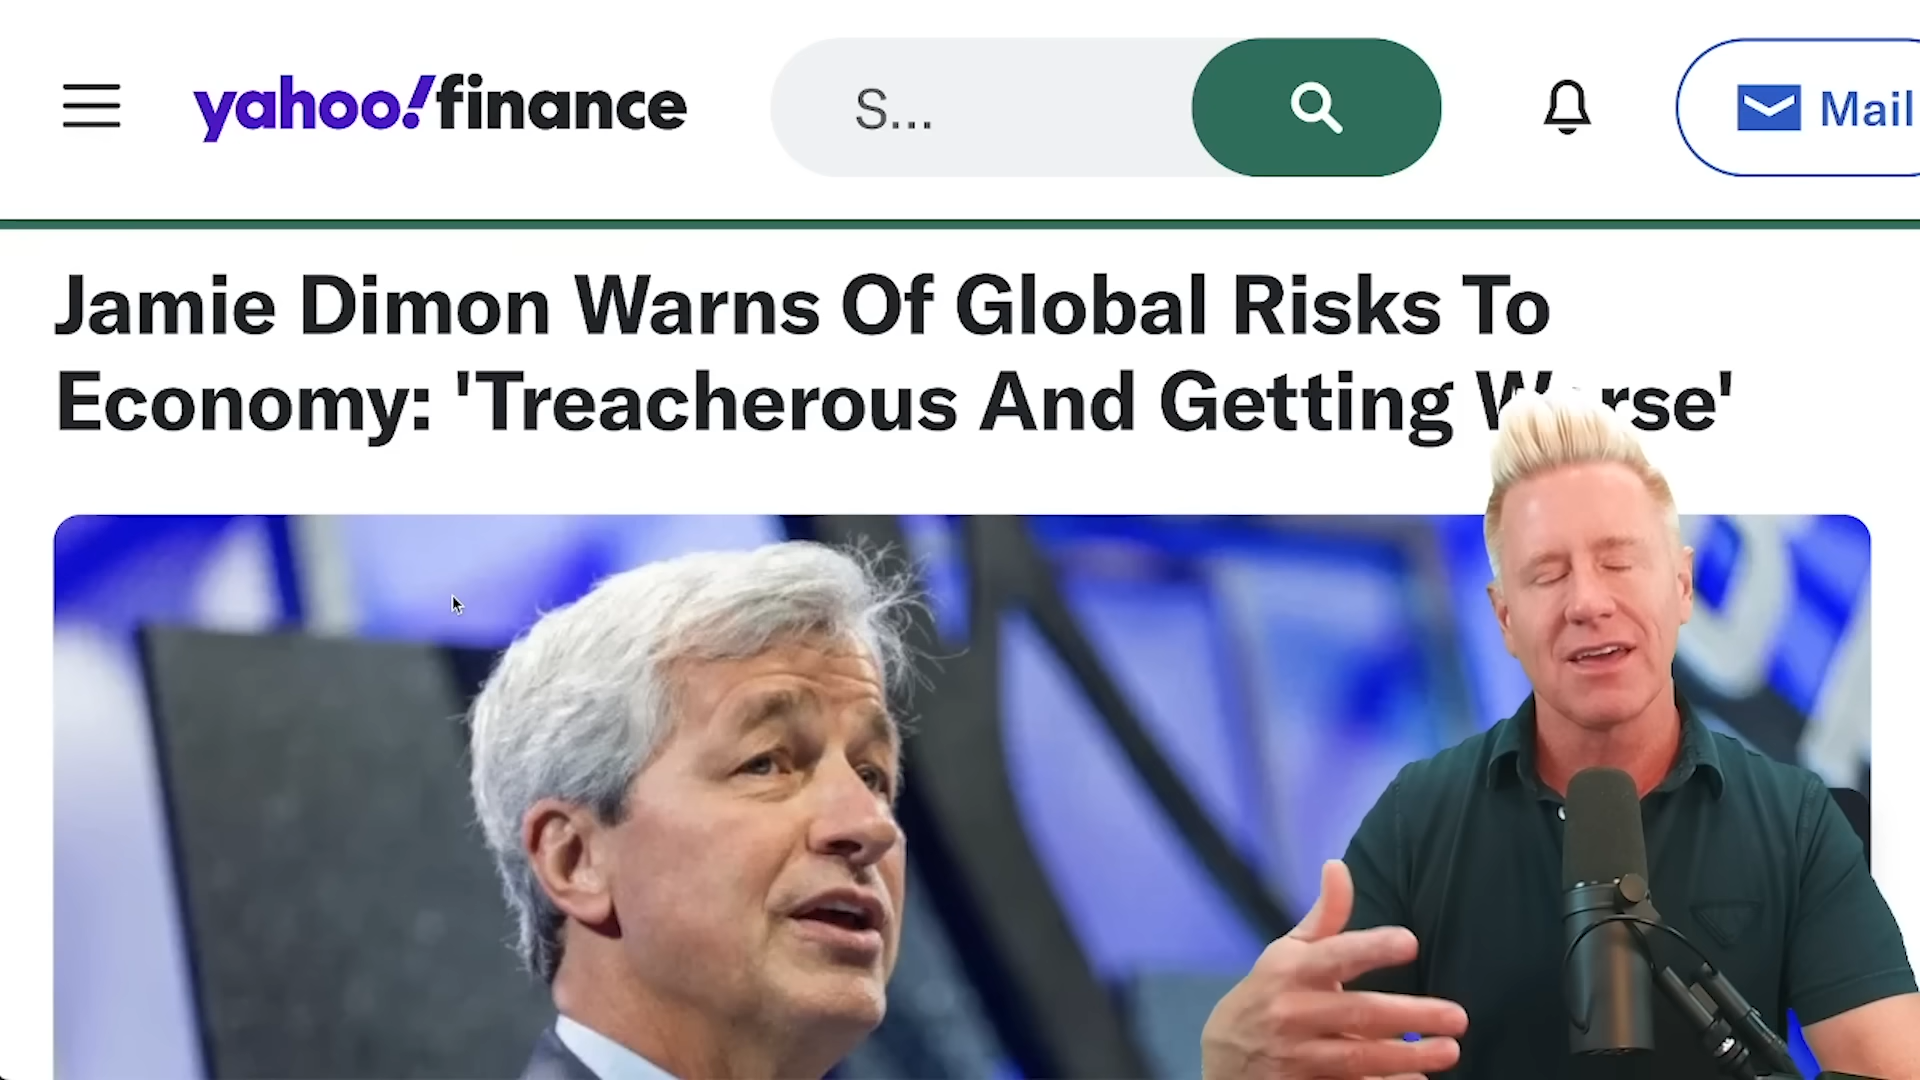 yahoo!finance
S...
Mail
Jamie Dimon Warns Of Global Risks To
Economy: 'Treacherous And Getting Worse'